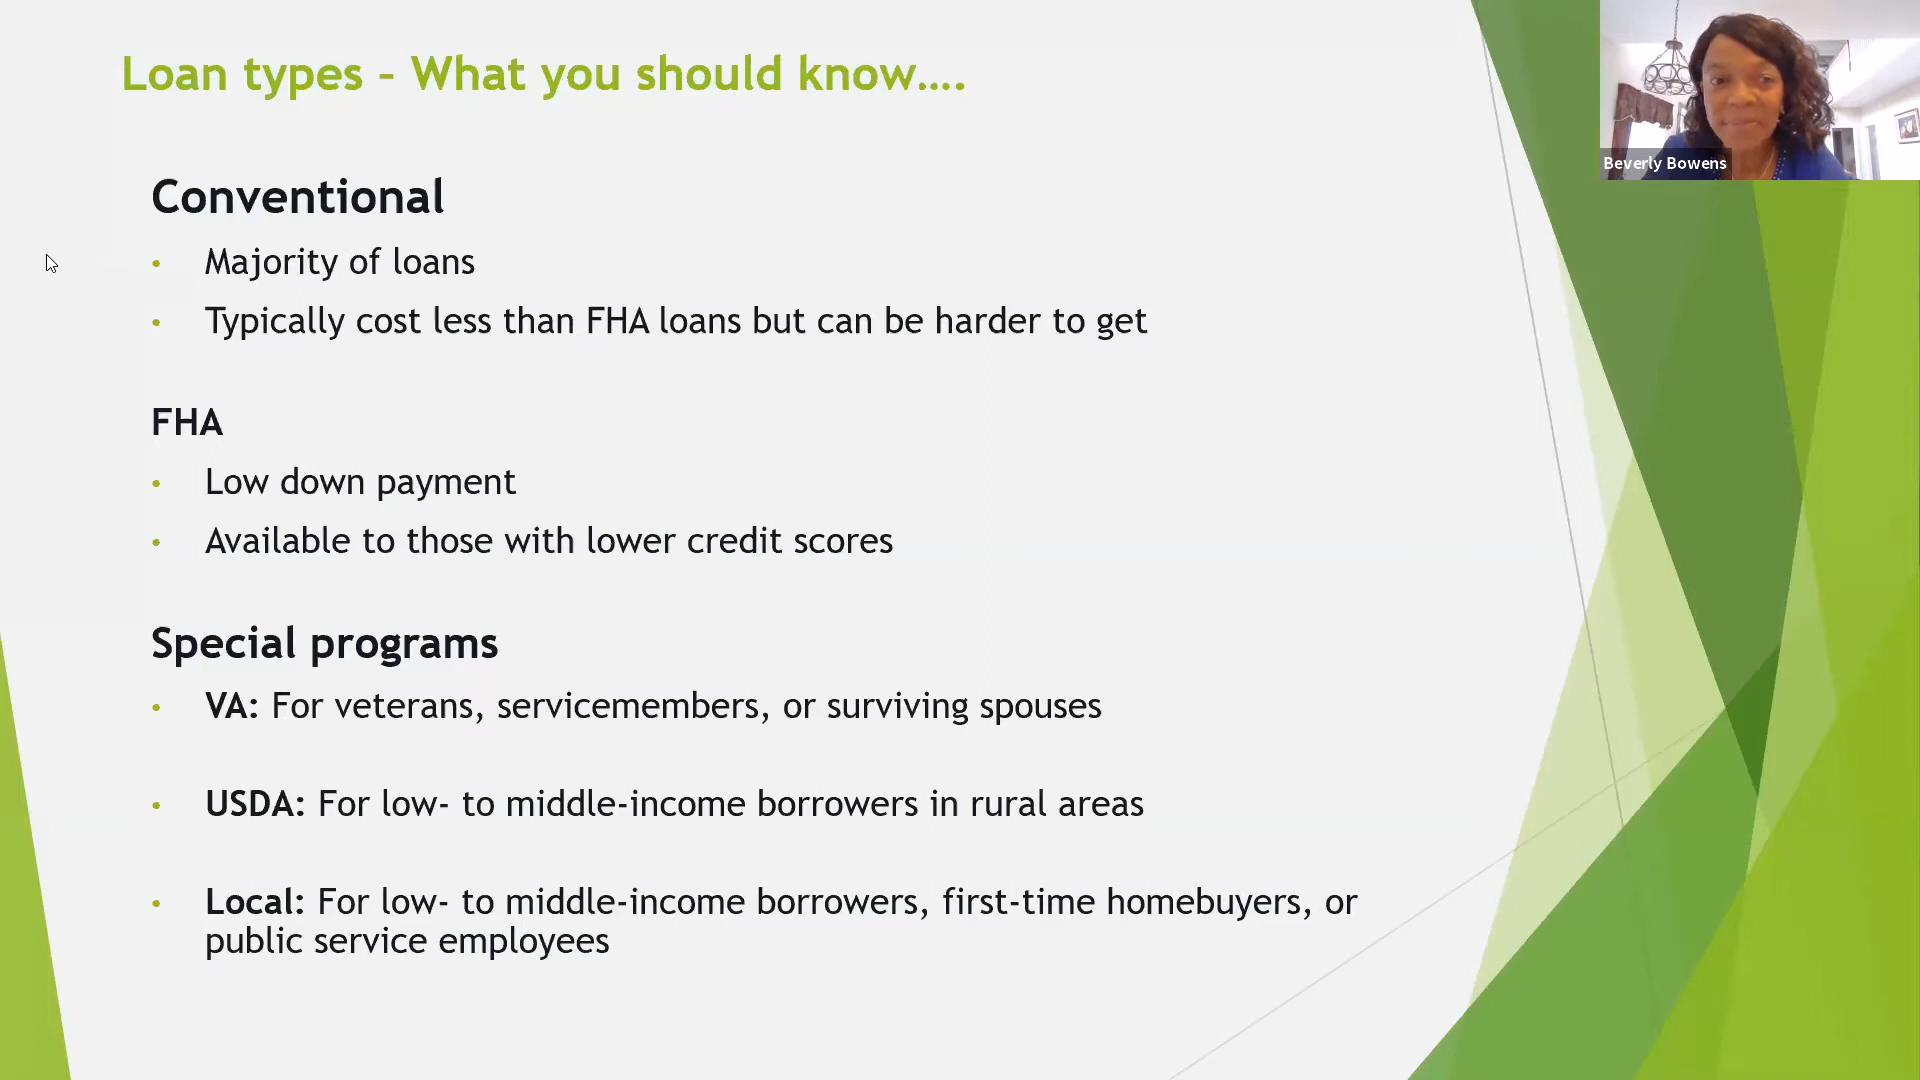 Loan types – What you should know....
Beverly Bowens
Conventional
• Majority of loans
• Typically cost less than FHA loans but can be harder to get
FHA
• Low down payment
• Available to those with lower credit scores
Special programs
• VA: For veterans, servicemembers, or surviving spouses
• USDA: For low- to middle-income borrowers in rural areas
• Local: For low- to middle-income borrowers, first-time homebuyers, or
public service employees